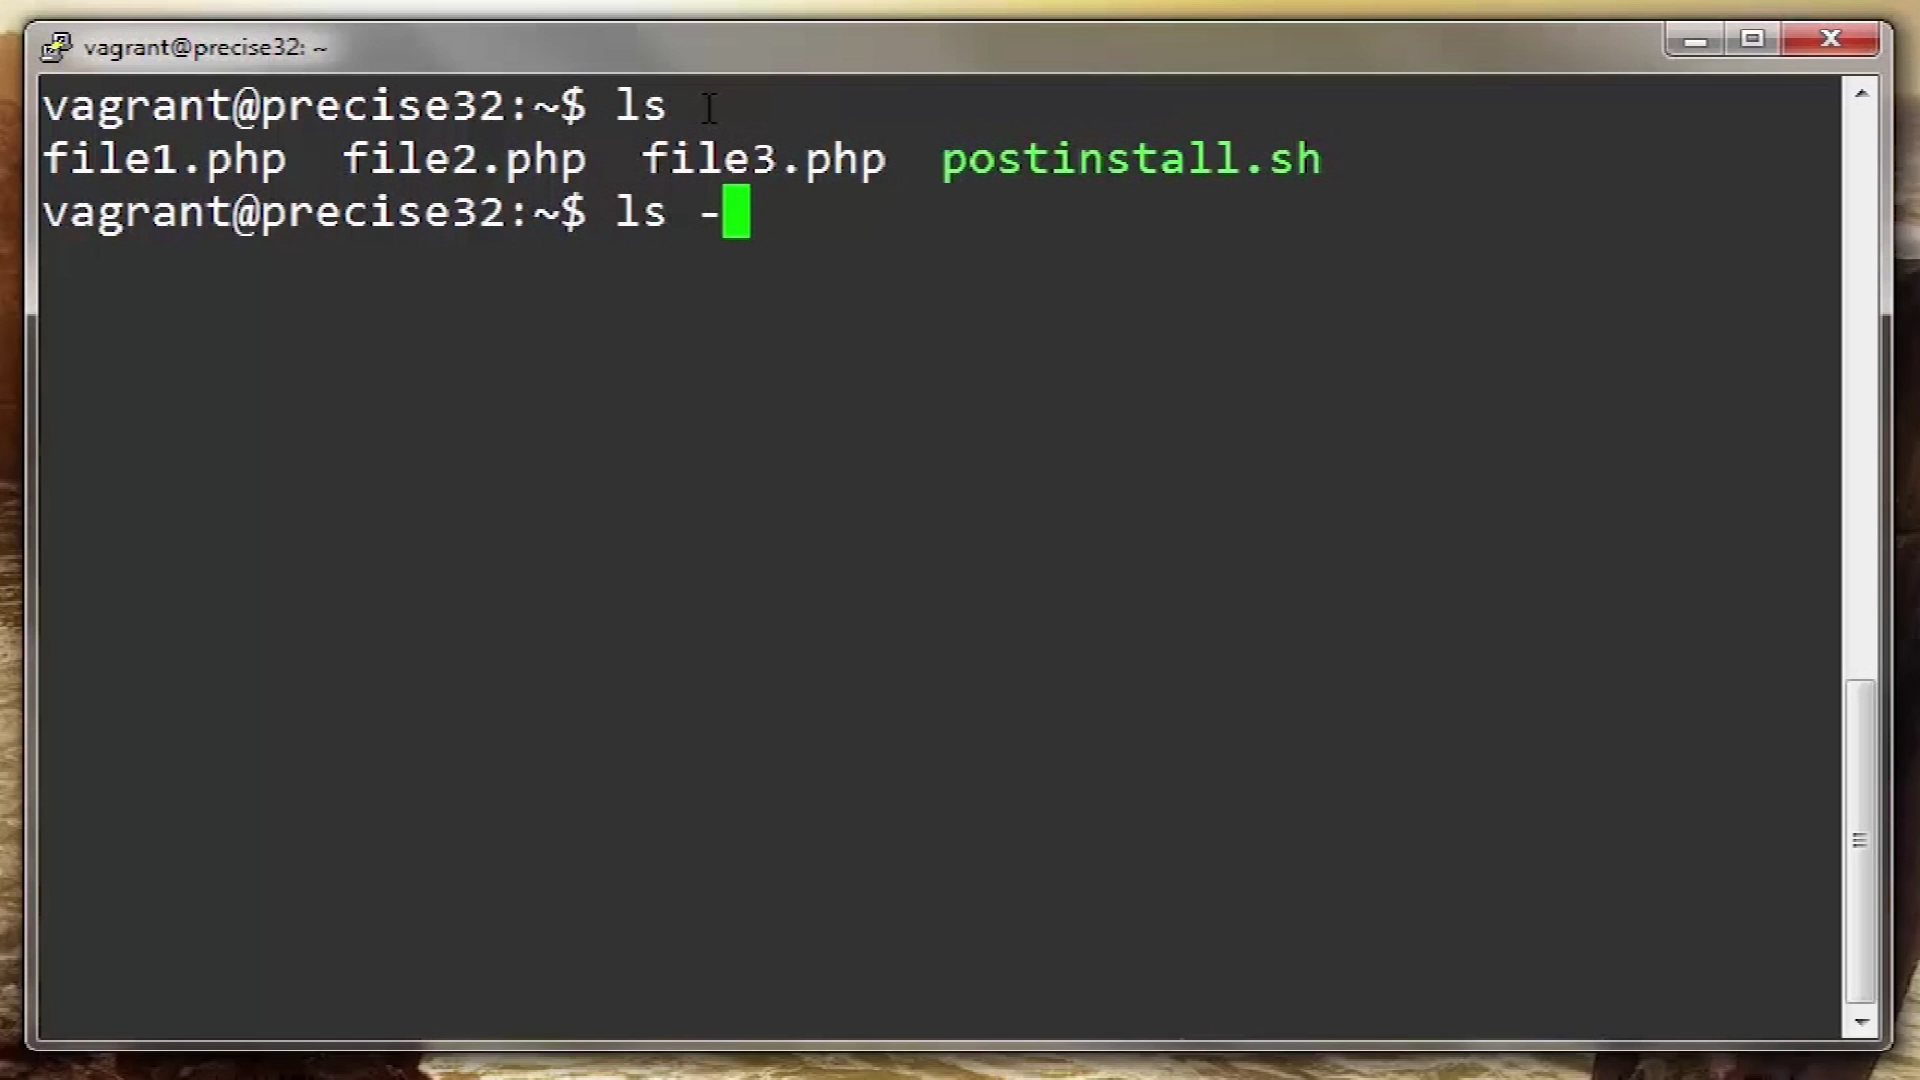 vagrant@precise32: ~
vagrant@precise32:~$ ls
file1.php  file2.php  file3.php  postinstall.sh
vagrant@precise32:~$ ls -